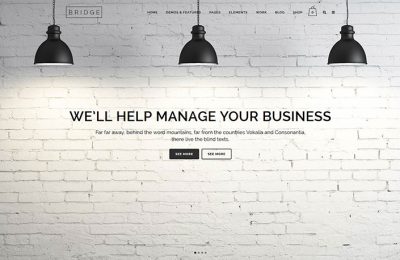 BRIDGE
HOME DEMOS & FEATURES PAGES ELEMENTS WORK BLOG SHOP
WE'LL HELP MANAGE YOUR BUSINESS
Far far away, behind the word mountains, far from the countries Vokalia and Consonantia,
there live the blind texts.
SEE MORE SEE MORE